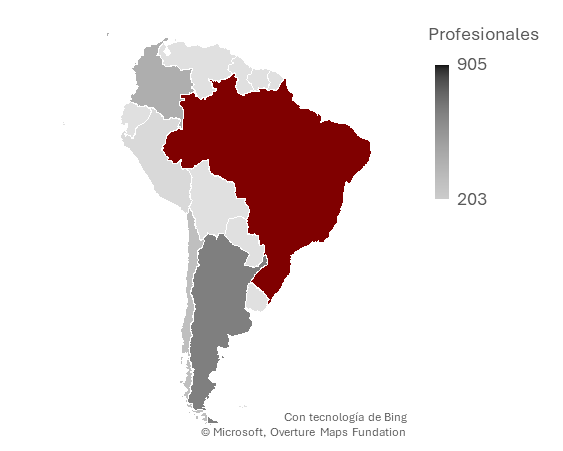 Profesionales
905
203
Con tecnología de Bing
© Microsoft, Overture Maps Fundation